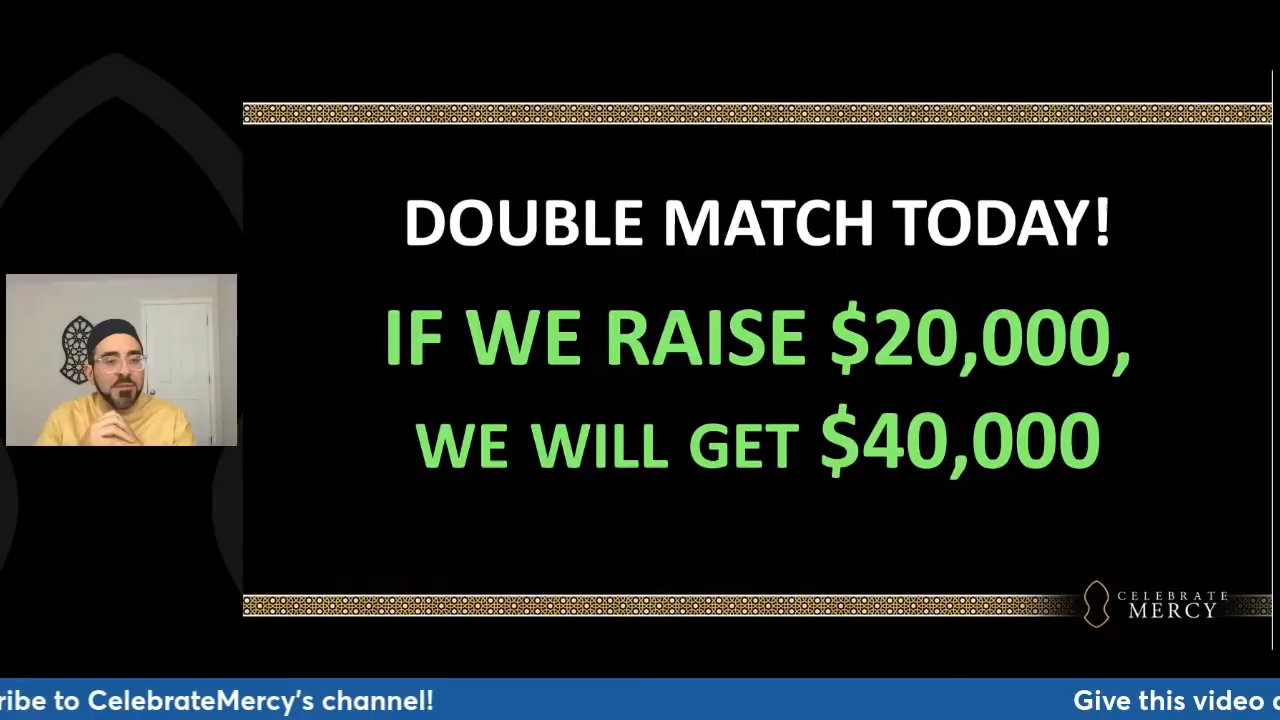 DOUBLE MATCH TODAY!
IF WE RAISE $20,000,
WE WILL GET $40,000
CELEBRATE
MERCY
ribe to CelebrateMercy's channel!
Give this video